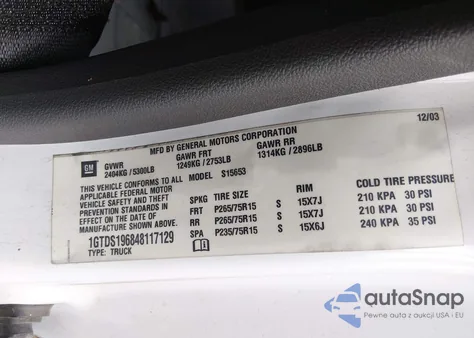 12/03
MFD BY GENERAL MOTORS CORPORATION
GM GVWR GAWR FRT GAWR RR
2404KG / 5300LB 1249KG / 2753LB 1314KG / 2896LB
THIS VEHICLE CONFORMS TO ALL MODEL S15653
APPLICABLE FEDERAL MOTOR SPS TIRE SIZE RIM COLD TIRE PRESSURE
VEHICLE SAFETY AND THEFT FRT P265/75R15 S 15X7J 210 KPA 30 PSI
PREVENTION STANDARDS IN RR P265/75R15 S 15X7J 210 KPA 30 PSI
EFFECT ON THE DATE OF SPA P235/75R15 S 15X6J 240 KPA 35 PSI
MANUFACTURE SHOWN ABOVE.
1GTDS196848117129
TYPE: TRUCK
autoSnap
Pewne auta z aukcji USA i EU